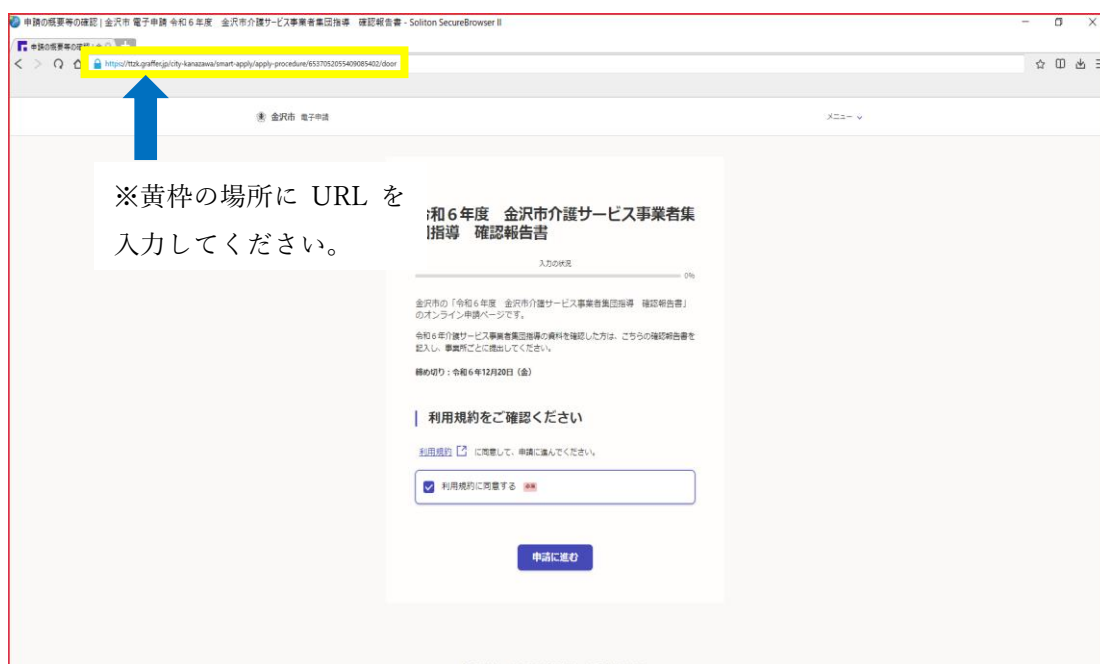 申請の概要等の確認 | 金沢市 電子申請 令和６年度　金沢市介護サービス事業者集団指導　確認報告書 - Soliton SecureBrowser II
申請の概要等の確認
https://ttzk.graffer.jp/city-kanazawa/smart-apply/apply-procedure/6537052055409085402/door
金沢市 電子申請
メニュー
※黄枠の場所に URL を
入力してください。
和６年度　金沢市介護サービス事業者集
指導　確認報告書
入力の状況
0%
金沢市の「令和６年度　金沢市介護サービス事業者集団指導　確認報告書」
のオンライン申請ページです。
令和６年介護サービス事業者集団指導の資料を確認した方は、こちらの確認報告書を
記入し、事業所ごとに提出してください。
締め切り：令和６年12月20日（金）
利用規約をご確認ください
利用規約 に同意して、申請に進んでください。
利用規約に同意する 必須
申請に進む